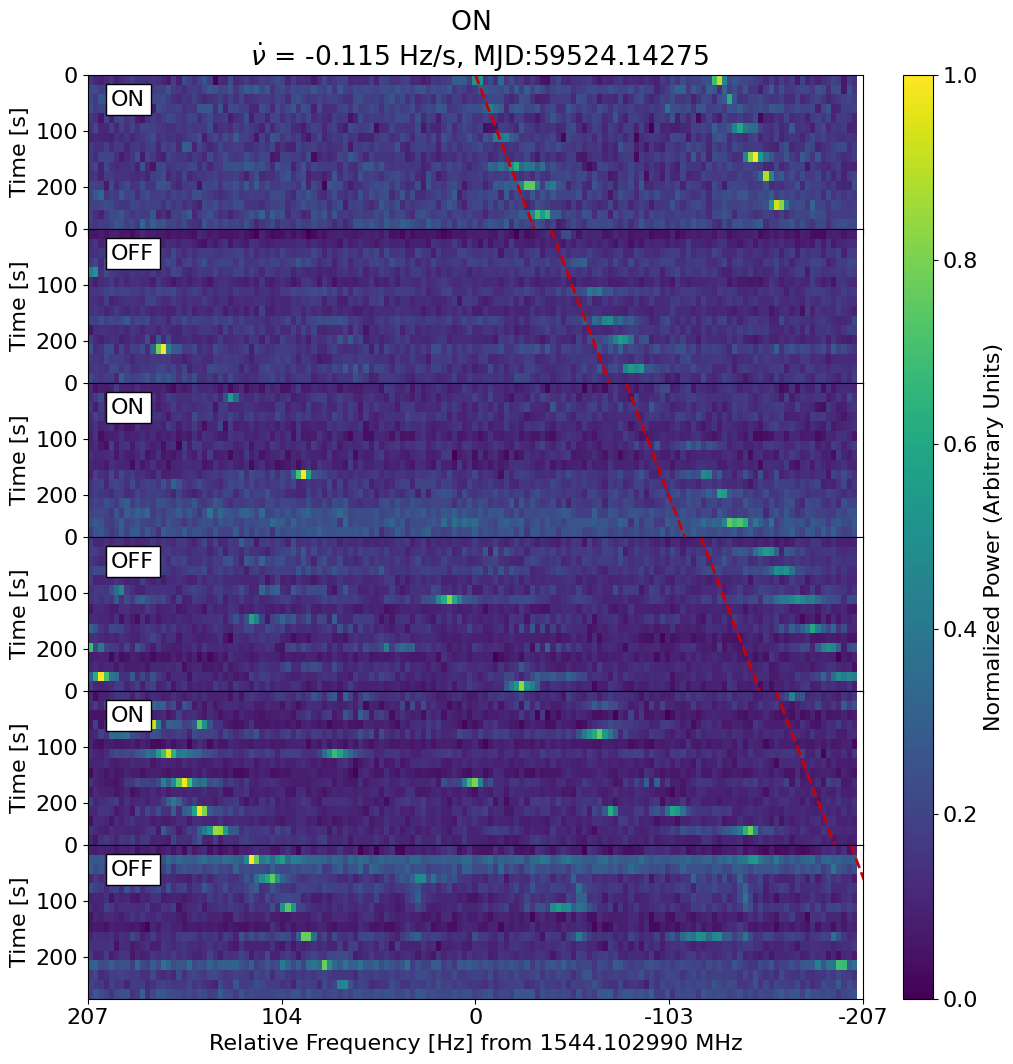 ON
ν̇ = -0.115 Hz/s, MJD:59524.14275
ON
Time [s]
0
100
200
OFF
Time [s]
0
100
200
ON
Time [s]
0
100
200
OFF
Time [s]
0
100
200
ON
Time [s]
0
100
200
OFF
Time [s]
0
100
200
207
104
0
-103
-207
Relative Frequency [Hz] from 1544.102990 MHz
1.0
0.8
0.6
0.4
0.2
0.0
Normalized Power (Arbitrary Units)